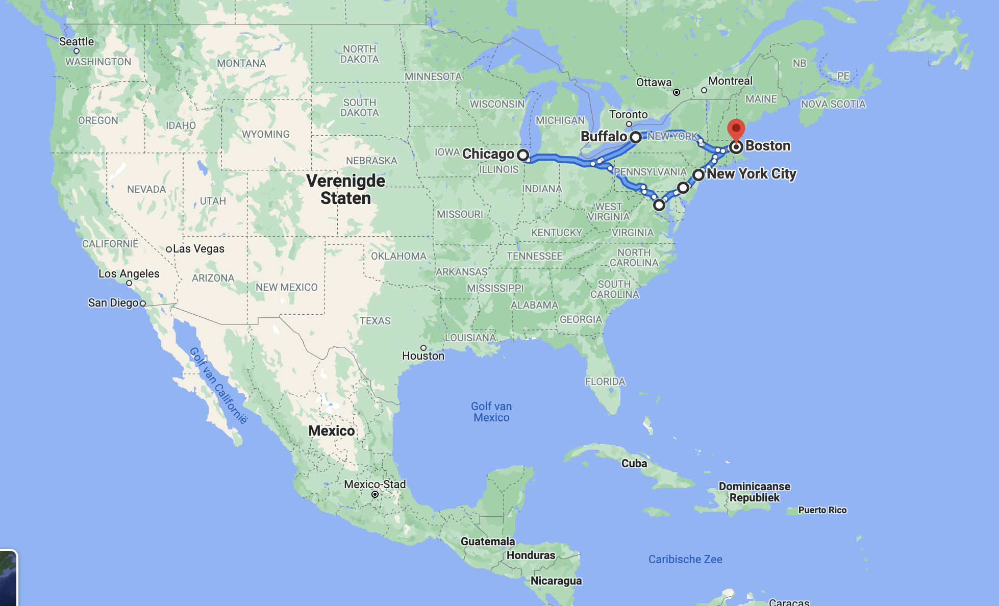 Seattle
WASHINGTON
MONTANA
NORTH
DAKOTA
MINNESOTA
Ottawa
Montreal
NB
PE
MAINE
NOVA SCOTIA
OREGON
IDAHO
WYOMING
SOUTH
DAKOTA
WISCONSIN
MICHIGAN
Toronto
Buffalo
NEW YORK
Boston
Chicago
IOWA
ILLINOIS
NEBRASKA
Verenigde
Staten
NEVADA
UTAH
INDIANA
PENNSYLVANIA
New York City
MISSOURI
WEST
VIRGINIA
KENTUCKY
VIRGINIA
CALIFORNIË
Las Vegas
OKLAHOMA
TENNESSEE
NORTH
CAROLINA
Los Angeles
ARIZONA
NEW MEXICO
ARKANSAS
MISSISSIPPI
SOUTH
CAROLINA
San Diego
ALABAMA
GEORGIA
TEXAS
LOUISIANA
Houston
FLORIDA
Golf van Californië
Golf van
Mexico
Mexico
Cuba
Mexico-Stad
Dominicaanse
Republiek
Puerto Rico
Guatemala
Honduras
Caribische Zee
Nicaragua
Caracas